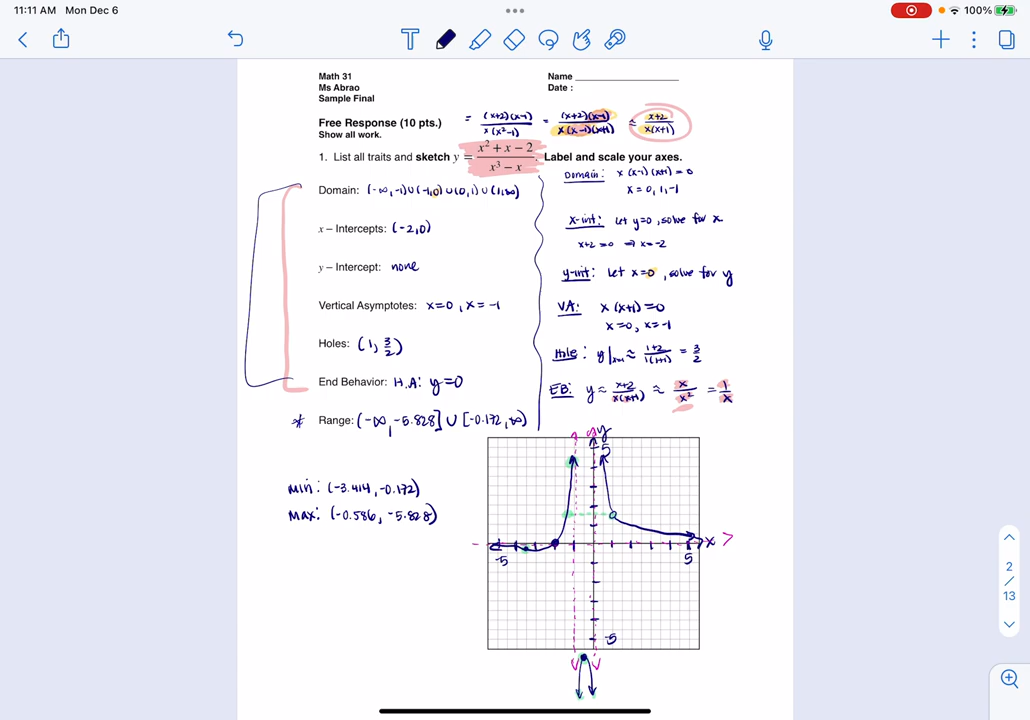 11:11 AM Mon Dec 6
100%
Math 31
Ms Abrao
Sample Final
Name
Date :
Free Response (10 pts.)
Show all work.
= (x+2)(x-1) / x(x²-1) = (x+2)(x-1) / x(x-1)(x+1) ≈ x+2 / x(x+1)
1. List all traits and sketch y = x² + x − 2 / x³ − x . Label and scale your axes.
Domain: (-∞, -1) ∪ (-1, 0) ∪ (0, 1) ∪ (1, ∞)
x – Intercepts: (-2, 0)
y – Intercept: none
Vertical Asymptotes: x=0, x= -1
Holes: (1, 3/2)
End Behavior: H.A: y=0
* Range: (-∞, -5.828] ∪ [-0.172, ∞)
min: (-3.414, -0.172)
max: (-0.586, -5.828)
Domain: x (x-1)(x+1) = 0
x = 0, 1, -1
x-int: Let y=0, solve for x
x+2 = 0 ⇒ x=-2
y-int: Let x=0, solve for y
VA: x (x+1) = 0
x=0, x=-1
Hole: y|x=1 ≈ 1+2 / 1(1+1) = 3/2
EB: y ≈ x+2 / x(x+1) ≈ x / x² = 1 / x
y
5
x
-5
5
-5
2
/
13